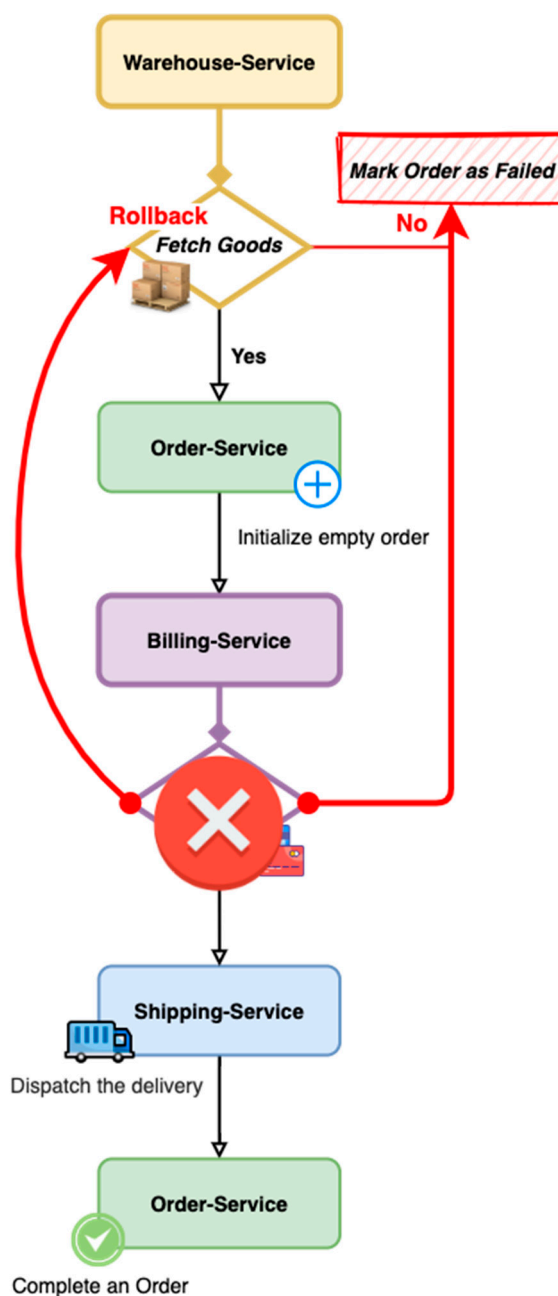 Warehouse-Service
Mark Order as Failed
Rollback
No
Fetch Goods
Yes
Order-Service
Initialize empty order
Billing-Service
Shipping-Service
Dispatch the delivery
Order-Service
Complete an Order